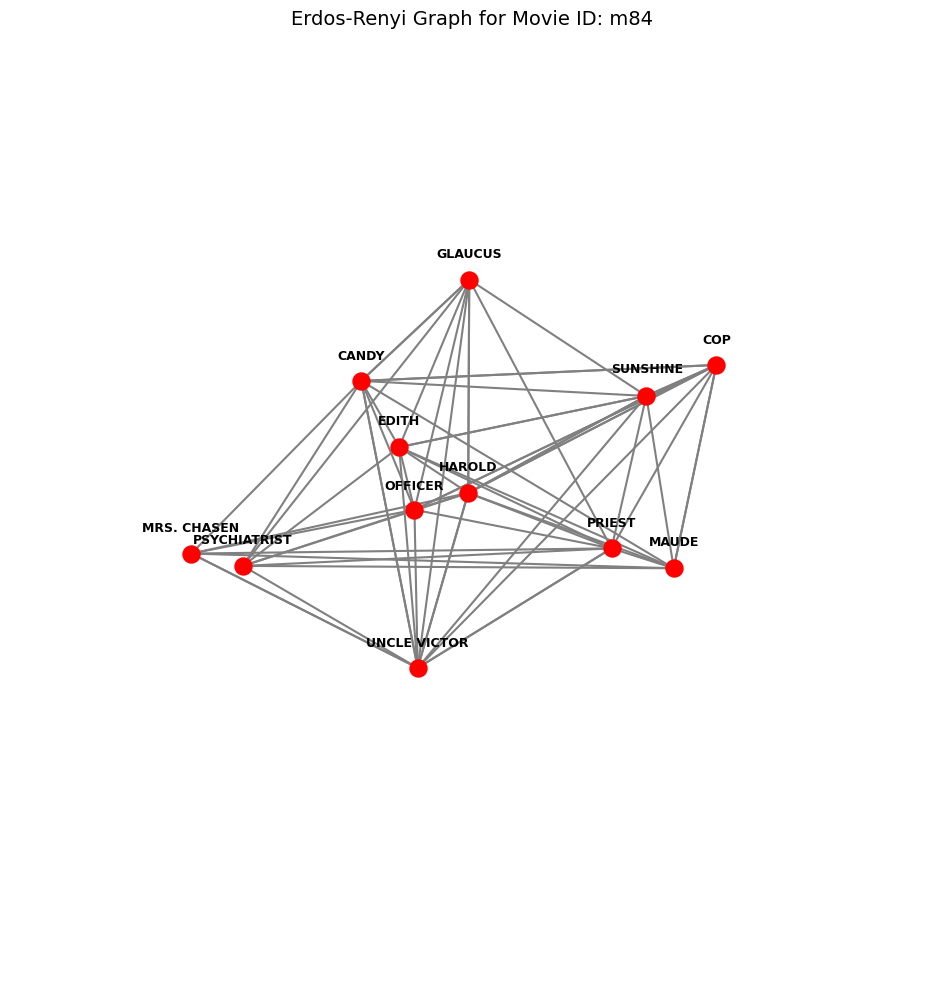 Erdos-Renyi Graph for Movie ID: m84
GLAUCUS
COP
CANDY
SUNSHINE
EDITH
HAROLD
OFFICER
PRIEST
MRS. CHASEN
PSYCHIATRIST
MAUDE
UNCLE VICTOR